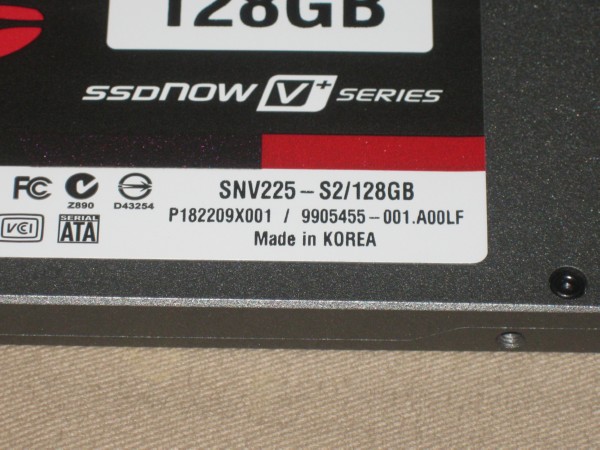 128GB
SSDNOW V+ SERIES
FC Z890 D43254
SNV225-S2/128GB
P182209X001 / 9905455-001.A00LF
VCI SERIAL ATA
Made in KOREA